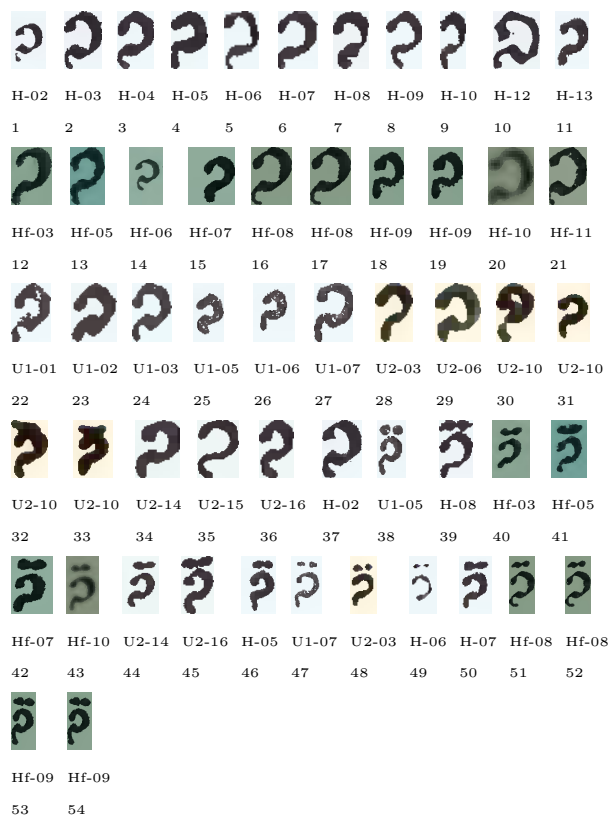 H-02 H-03 H-04 H-05 H-06 H-07 H-08 H-09 H-10 H-12 H-13
1 2 3 4 5 6 7 8 9 10 11
Hf-03 Hf-05 Hf-06 Hf-07 Hf-08 Hf-08 Hf-09 Hf-09 Hf-10 Hf-11
12 13 14 15 16 17 18 19 20 21
U1-01 U1-02 U1-03 U1-05 U1-06 U1-07 U2-03 U2-06 U2-10 U2-10
22 23 24 25 26 27 28 29 30 31
U2-10 U2-10 U2-14 U2-15 U2-16 H-02 U1-05 H-08 Hf-03 Hf-05
32 33 34 35 36 37 38 39 40 41
Hf-07 Hf-10 U2-14 U2-16 H-05 U1-07 U2-03 H-06 H-07 Hf-08 Hf-08
42 43 44 45 46 47 48 49 50 51 52
Hf-09 Hf-09
53 54